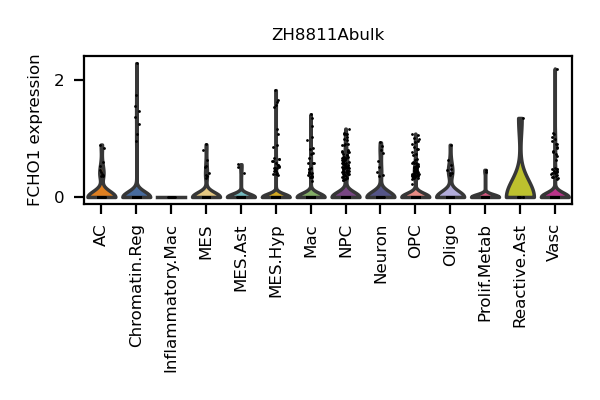 ZH8811Abulk
FCHO1 expression
2
0
AC
Chromatin.Reg
Inflammatory.Mac
MES
MES.Ast
MES.Hyp
Mac
NPC
Neuron
OPC
Oligo
Prolif.Metab
Reactive.Ast
Vasc